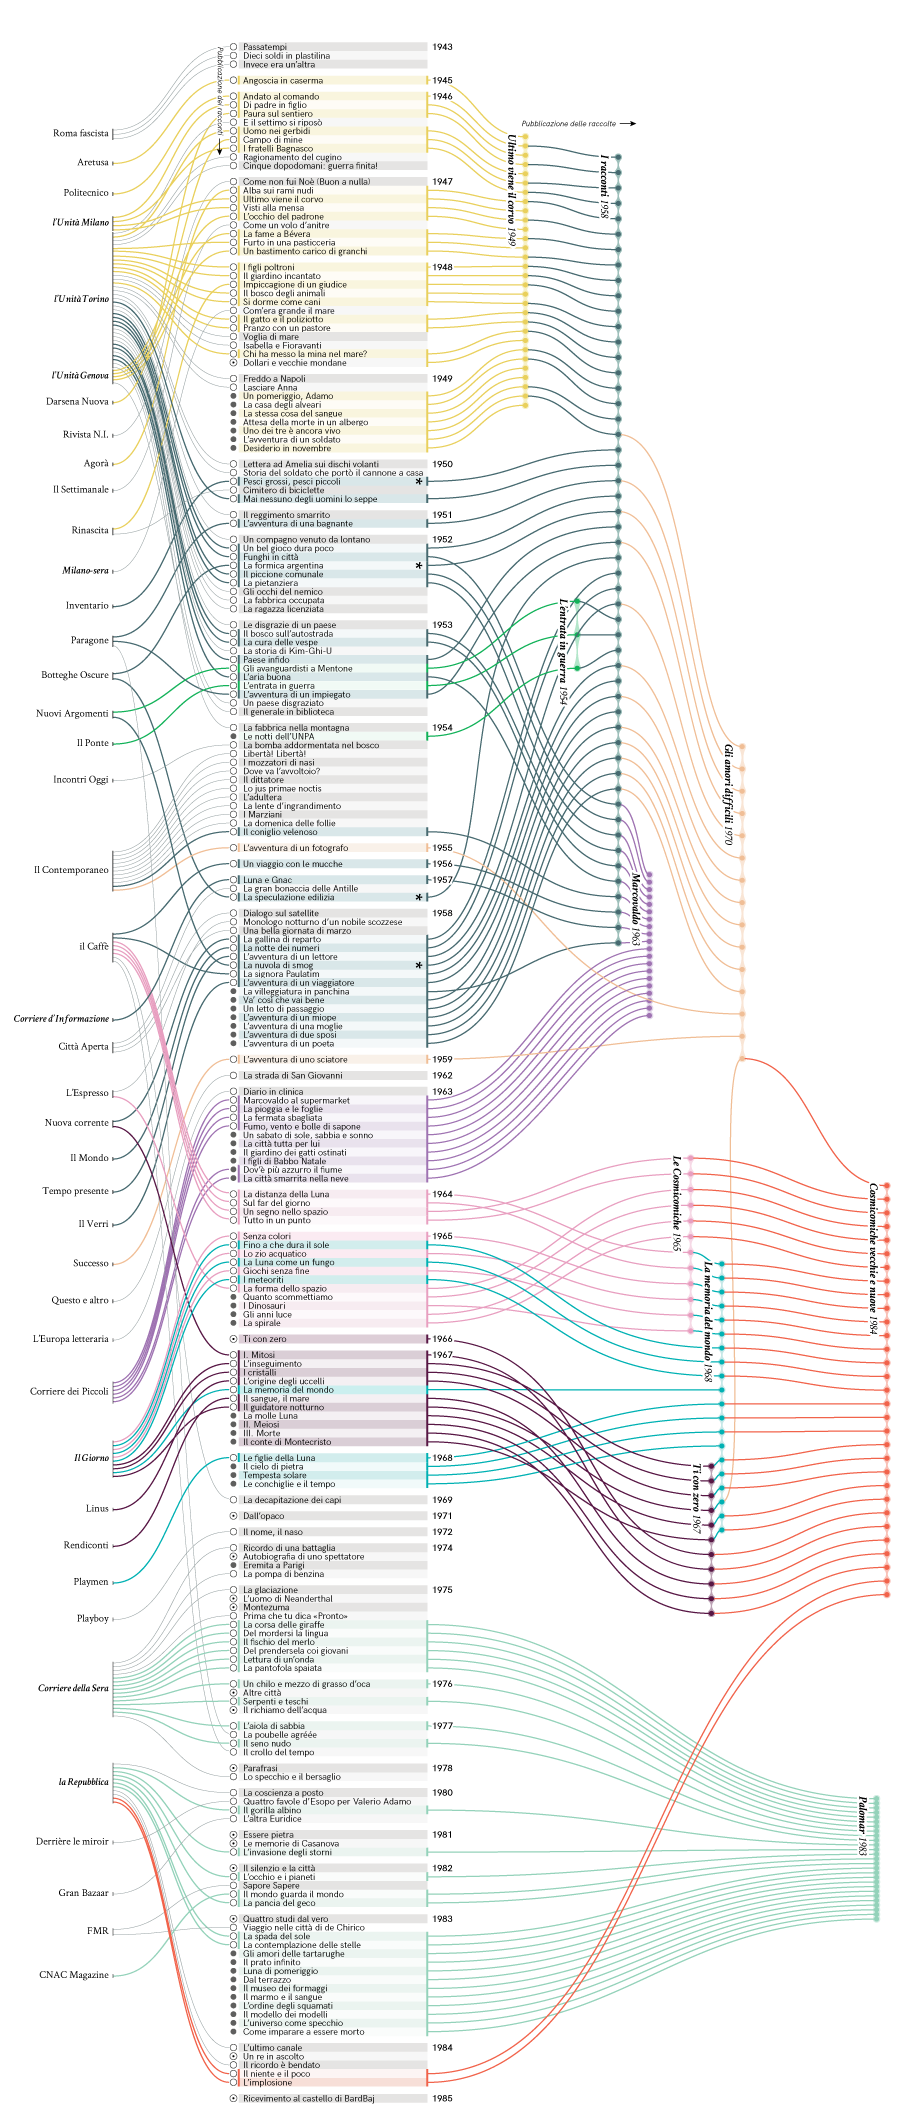 Pubblicazione dei racconti
Pubblicazione delle raccolte
Roma fascista
Aretusa
Politecnico
l'Unità Milano
l'Unità Torino
l'Unità Genova
Darsena Nuova
Rivista N.I.
Agorà
Il Settimanale
Rinascita
Milano-sera
Inventario
Paragone
Botteghe Oscure
Nuovi Argomenti
Il Ponte
Incontri Oggi
Il Contemporaneo
il Caffè
Corriere d'Informazione
Città Aperta
L'Espresso
Nuova corrente
Il Mondo
Tempo presente
Il Verri
Successo
Questo e altro
L'Europa letteraria
Corriere dei Piccoli
Il Giorno
Linus
Rendiconti
Playmen
Playboy
Corriere della Sera
la Repubblica
Derrière le miroir
Gran Bazaar
FMR
CNAC Magazine
Passatempi 1943
Dieci soldi in plastilina
Invece era un'altra
Angoscia in caserma 1945
Andato al comando 1946
Di padre in figlio
Paura sul sentiero
E il settimo si riposò
Uomo nei gerbidi
Campo di mine
I fratelli Bagnasco
Ragionamento del cugino
Cinque dopodomani: guerra finita!
Come non fui Noè (Buon a nulla) 1947
Alba sui rami nudi
Ultimo viene il corvo
Visti alla mensa
L'occhio del padrone
Come un volo d'anitre
La fame a Bévera
Furto in una pasticceria
Un bastimento carico di granchi
I figli poltroni 1948
Il giardino incantato
Impiccagione di un giudice
Il bosco degli animali
Si dorme come cani
Com'era grande il mare
Il gatto e il poliziotto
Pranzo con un pastore
Voglia di mare
Isabella e Fioravanti
Chi ha messo la mina nel mare?
Dollari e vecchie mondane
Freddo a Napoli 1949
Lasciare Anna
Un pomeriggio, Adamo
La casa degli alveari
La stessa cosa del sangue
Attesa della morte in un albergo
Uno dei tre è ancora vivo
L'avventura di un soldato
Desiderio in novembre
Lettera ad Amelia sui dischi volanti 1950
Storia del soldato che portò il cannone a casa
Pesci grossi, pesci piccoli *
Cimitero di biciclette
Mai nessuno degli uomini lo seppe
Il reggimento smarrito 1951
L'avventura di una bagnante
Un compagno venuto da lontano 1952
Un bel gioco dura poco
Funghi in città
La formica argentina *
Il piccione comunale
La pietanziera
Gli occhi del nemico
La fabbrica occupata
La ragazza licenziata
Le disgrazie di un paese 1953
Il bosco sull'autostrada
La cura delle vespe
La storia di Kim-Ghi-U
Paese infido
Gli avanguardisti a Mentone
L'aria buona
L'entrata in guerra
L'avventura di un impiegato
Un paese disgraziato
Il generale in biblioteca
La fabbrica nella montagna 1954
Le notti dell'UNPA
La bomba addormentata nel bosco
Libertà! Libertà!
I mozzatori di nasi
Dove va l'avvoltoio?
Il dittatore
Lo jus primae noctis
L'adultera
La lente d'ingrandimento
I Marziani
La domenica delle follie
Il coniglio velenoso
L'avventura di un fotografo 1955
Un viaggio con le mucche 1956
Luna e Gnac 1957
La gran bonaccia delle Antille
La speculazione edilizia *
Dialogo sul satellite 1958
Monologo notturno d'un nobile scozzese
Una bella giornata di marzo
La gallina di reparto
La notte dei numeri
L'avventura di un lettore
La nuvola di smog *
La signora Paulatim
L'avventura di un viaggiatore
La villeggiatura in panchina
Va' così che vai bene
Un letto di passaggio
L'avventura di un miope
L'avventura di una moglie
L'avventura di due sposi
L'avventura di un poeta
L'avventura di uno sciatore 1959
La strada di San Giovanni 1962
Diario in clinica 1963
Marcovaldo al supermarket
La pioggia e le foglie
La fermata sbagliata
Fumo, vento e bolle di sapone
Un sabato di sole, sabbia e sonno
La città tutta per lui
Il giardino dei gatti ostinati
I figli di Babbo Natale
Dov'è più azzurro il fiume
La città smarrita nella neve
La distanza della Luna 1964
Sul far del giorno
Un segno nello spazio
Tutto in un punto
Senza colori 1965
Fino a che dura il sole
Lo zio acquatico
La Luna come un fungo
Giochi senza fine
I meteoriti
La forma dello spazio
Quanto scommettiamo
I Dinosauri
Gli anni luce
La spirale
Ti con zero 1966
I. Mitosi 1967
L'inseguimento
I cristalli
L'origine degli uccelli
La memoria del mondo
Il sangue, il mare
Il guidatore notturno
La molle Luna
II. Meiosi
III. Morte
Il conte di Montecristo
Le figlie della Luna 1968
Il cielo di pietra
Tempesta solare
Le conchiglie e il tempo
La decapitazione dei capi 1969
Dall'opaco 1971
Il nome, il naso 1972
Ricordo di una battaglia 1974
Autobiografia di uno spettatore
Eremita a Parigi
La pompa di benzina
La glaciazione 1975
L'uomo di Neanderthal
Montezuma
Prima che tu dica «Pronto»
La corsa delle giraffe
Del mordersi la lingua
Il fischio del merlo
Del prendersela coi giovani
Lettura di un'onda
La pantofola spaiata
Un chilo e mezzo di grasso d'oca 1976
Altre città
Serpenti e teschi
Il richiamo dell'acqua
L'aiola di sabbia 1977
La poubelle agréée
Il seno nudo
Il crollo del tempo
Parafrasi 1978
Lo specchio e il bersaglio
La coscienza a posto 1980
Quattro favole d'Esopo per Valerio Adamo
Il gorilla albino
L'altra Euridice
Essere pietra 1981
Le memorie di Casanova
L'invasione degli storni
Il silenzio e la città 1982
L'occhio e i pianeti
Sapore Sapere
Il mondo guarda il mondo
La pancia del geco
Quattro studi dal vero 1983
Viaggio nelle città di de Chirico
La spada del sole
La contemplazione delle stelle
Gli amori delle tartarughe
Il prato infinito
Luna di pomeriggio
Dal terrazzo
Il museo dei formaggi
Il marmo e il sangue
L'ordine degli squamati
Il modello dei modelli
L'universo come specchio
Come imparare a essere morto
L'ultimo canale 1984
Un re in ascolto
Il ricordo è bendato
Il niente e il poco
L'implosione
Ricevimento al castello di BardBaj 1985
Ultimo viene il corvo 1949
I racconti 1958
L'entrata in guerra 1954
Gli amori difficili 1970
Marcovaldo 1963
Le Cosmicomiche 1965
La memoria del mondo 1968
Cosmicomiche vecchie e nuove 1984
Ti con zero 1967
Palomar 1983